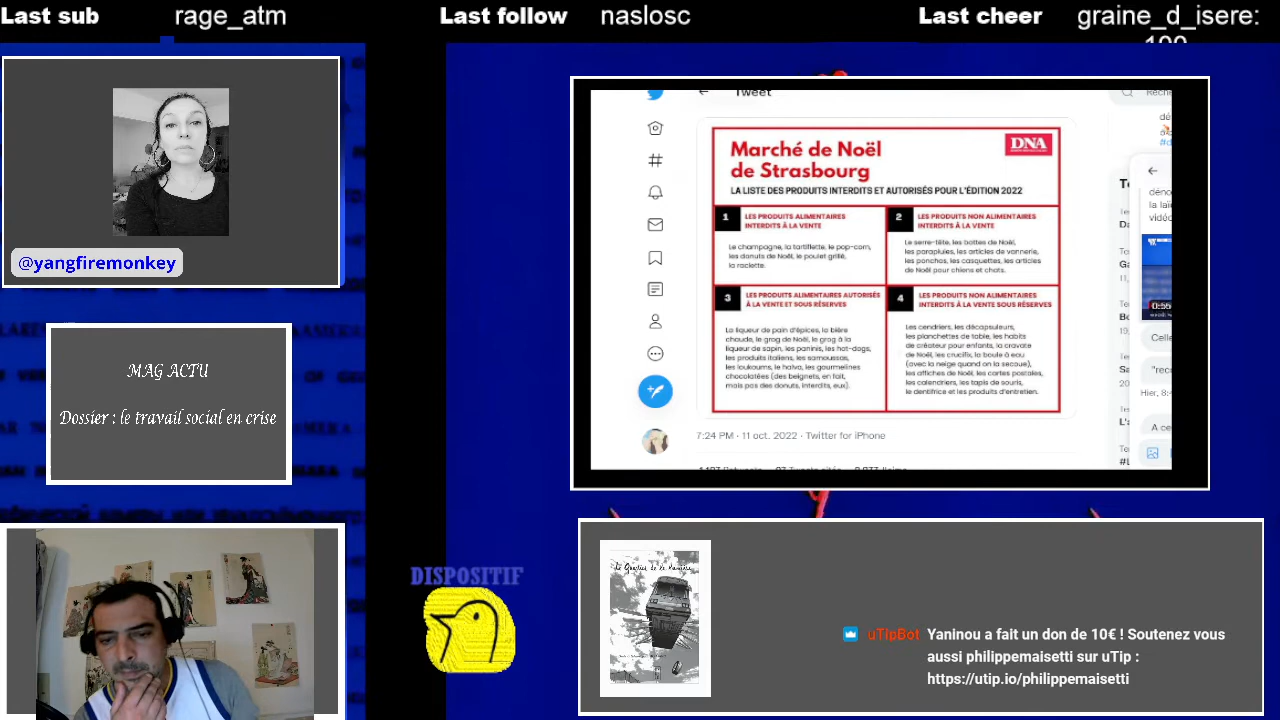 Last sub
rage_atm
Last follow
naslosc
Last cheer
graine_d_isere:
@yangfiremonkey
MAG ACTU
Dossier : le travail social en crise
Tweet
DNA
Marché de Noël
de Strasbourg
LA LISTE DES PRODUITS INTERDITS ET AUTORISÉS POUR L'ÉDITION 2022
1
LES PRODUITS ALIMENTAIRES
INTERDITS À LA VENTE
Le champagne, la tartiflette, le pop-corn,
les donuts de Noël, le poulet grillé,
la raclette.
2
LES PRODUITS NON ALIMENTAIRES
INTERDITS À LA VENTE
Le serre-tête, les bottes de Noël,
les parapluies, les articles de vannerie,
les ponchos, les casquettes, les articles
de Noël pour chiens et chats.
3
LES PRODUITS ALIMENTAIRES AUTORISÉS
À LA VENTE ET SOUS RÉSERVES
La liqueur de pain d'épices, la bière
chaude, le grog de Noël, le grog à la
liqueur de sapin, les paninis, les hot-dogs,
les produits italiens, les samoussas,
les loukoums, le halva, les gourmelines
chocolatées (des beignets, en fait,
mais pas des donuts, interdits, eux).
4
LES PRODUITS NON ALIMENTAIRES
INTERDITS À LA VENTE SOUS RÉSERVES
Les cendriers, les décapsuleurs,
les planchettes de table, les habits
de créateur pour enfants, la cravate
de Noël, les crucifix, la boule à eau
(avec la neige quand on la secoue),
les affiches de Noël, les cartes postales,
les calendriers, les tapis de souris,
le dentifrice et les produits d'entretien.
7:24 PM · 11 oct. 2022 · Twitter for iPhone
0:56
Celle
Hier, 8:4
A ce
DISPOSITIF
uTipBot Yaninou a fait un don de 10€ ! Soutenez vous
aussi philippemaisetti sur uTip :
https://utip.io/philippemaisetti